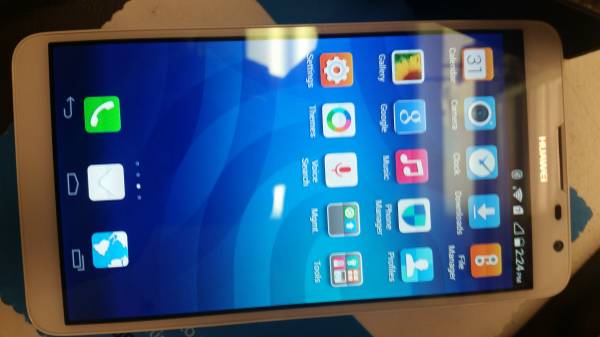 HUAWEI
2:24 PM
31
Calendar Camera Clock Downloads File Manager
8
Gallery Google Music Phone Manager Profiles
Settings Themes Voice Search Mgmt Tools